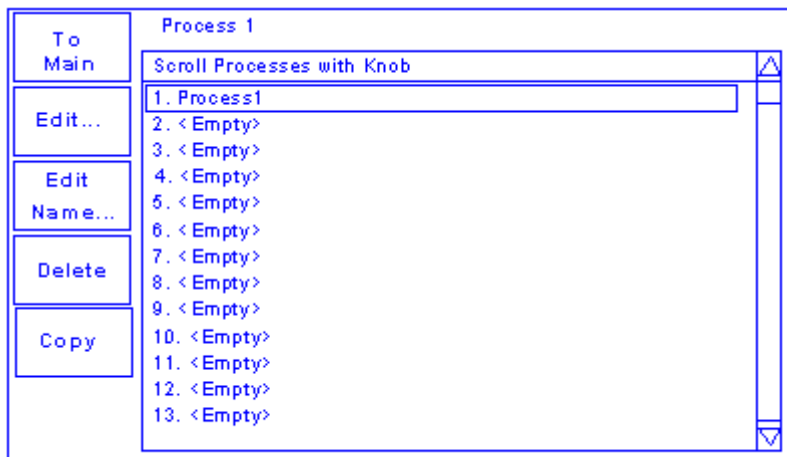 Process 1
To
Main
Edit...
Edit
Name...
Delete
Copy
Scroll Processes with Knob
1. Process1
2. <Empty>
3. <Empty>
4. <Empty>
5. <Empty>
6. <Empty>
7. <Empty>
8. <Empty>
9. <Empty>
10. <Empty>
11. <Empty>
12. <Empty>
13. <Empty>